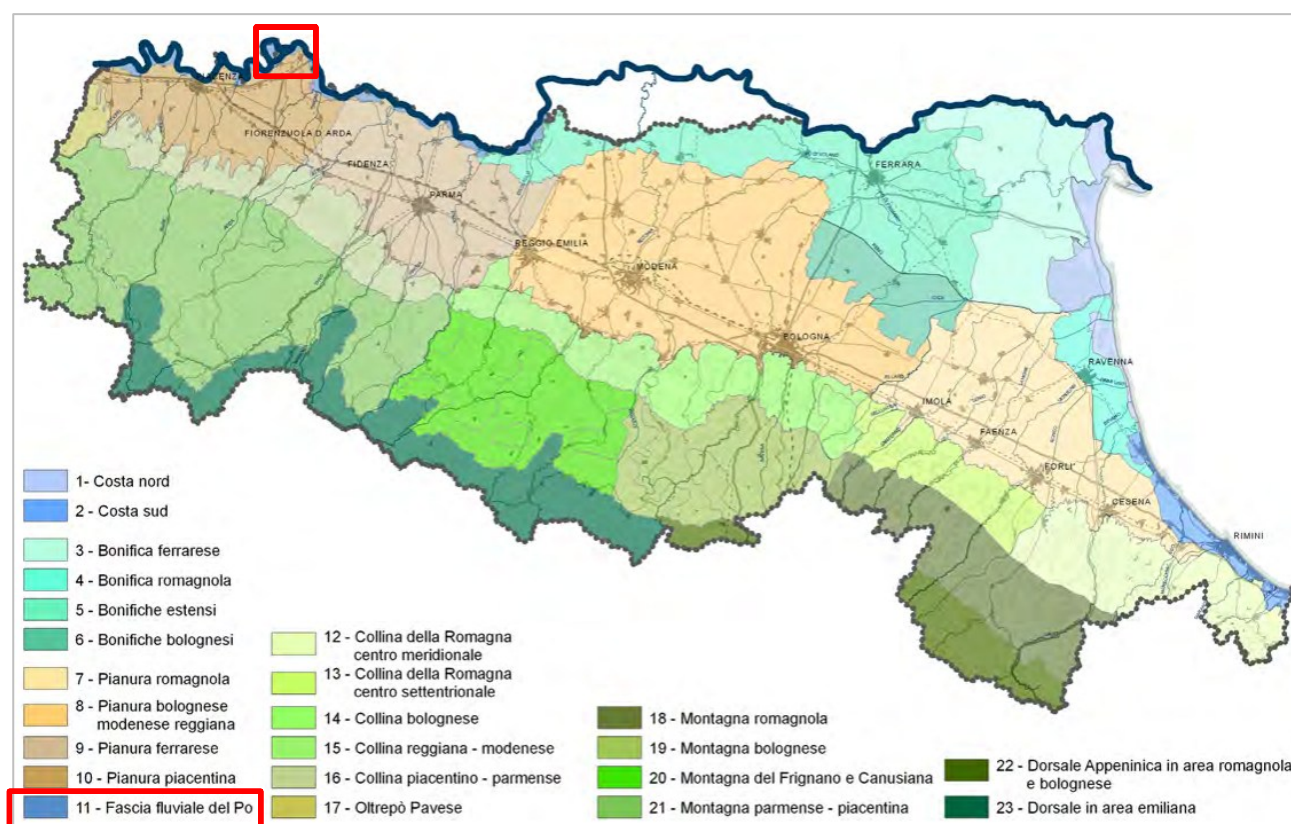 FIORENZUOLA D'ARDA
FIDENZA
PARMA
REGGIO EMILIA
MODENA
BOLOGNA
FERRARA
RAVENNA
IMOLA
FAENZA
FORLI'
CESENA
RIMINI
1- Costa nord
2 - Costa sud
3 - Bonifica ferrarese
4 - Bonifica romagnola
5 - Bonifiche estensi
6 - Bonifiche bolognesi
7 - Pianura romagnola
8 - Pianura bolognese
modenese reggiana
9 - Pianura ferrarese
10 - Pianura piacentina
11 - Fascia fluviale del Po
12 - Collina della Romagna
centro meridionale
13 - Collina della Romagna
centro settentrionale
14 - Collina bolognese
15 - Collina reggiana - modenese
16 - Collina piacentino - parmense
17 - Oltrepò Pavese
18 - Montagna romagnola
19 - Montagna bolognese
20 - Montagna del Frignano e Canusiana
21 - Montagna parmense - piacentina
22 - Dorsale Appeninica in area romagnola
e bolognese
23 - Dorsale in area emiliana